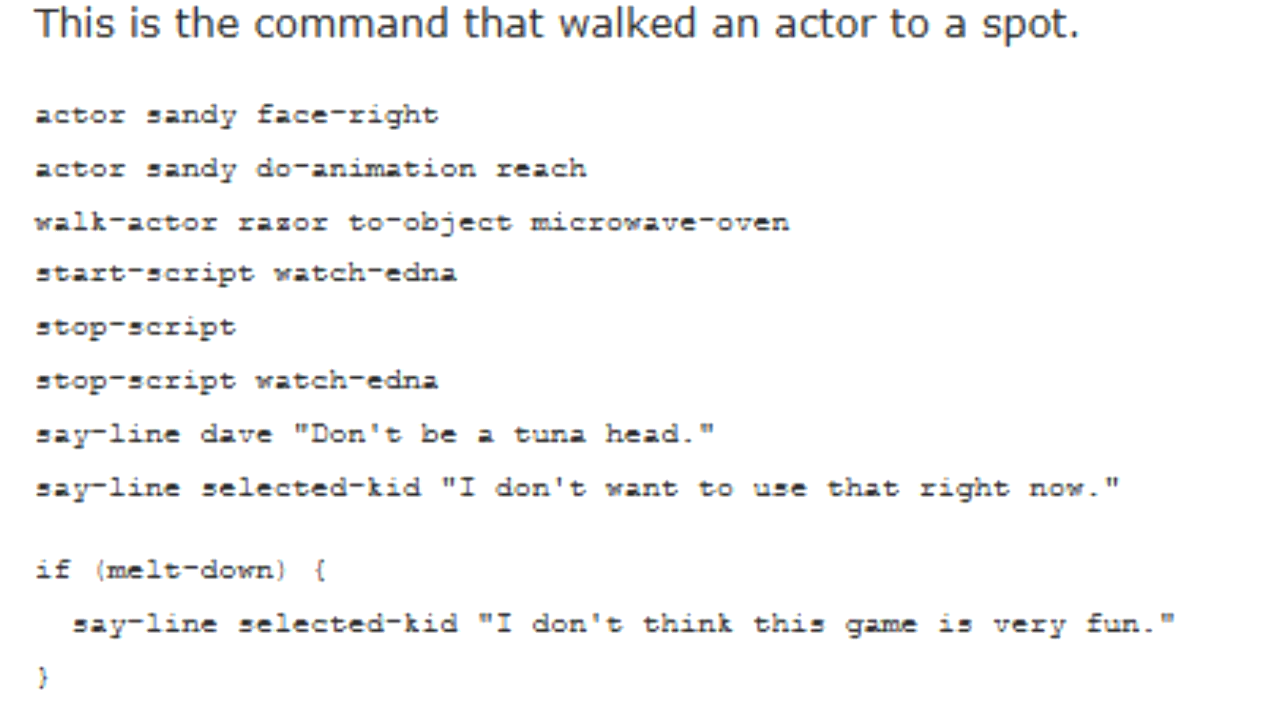 This is the command that walked an actor to a spot.
actor sandy face-right
actor sandy do-animation reach
walk-actor razor to-object microwave-oven
start-script watch-edna
stop-script
stop-script watch-edna
say-line dave "Don't be a tuna head."
say-line selected-kid "I don't want to use that right now."
if (melt-down) {
  say-line selected-kid "I don't think this game is very fun."
}